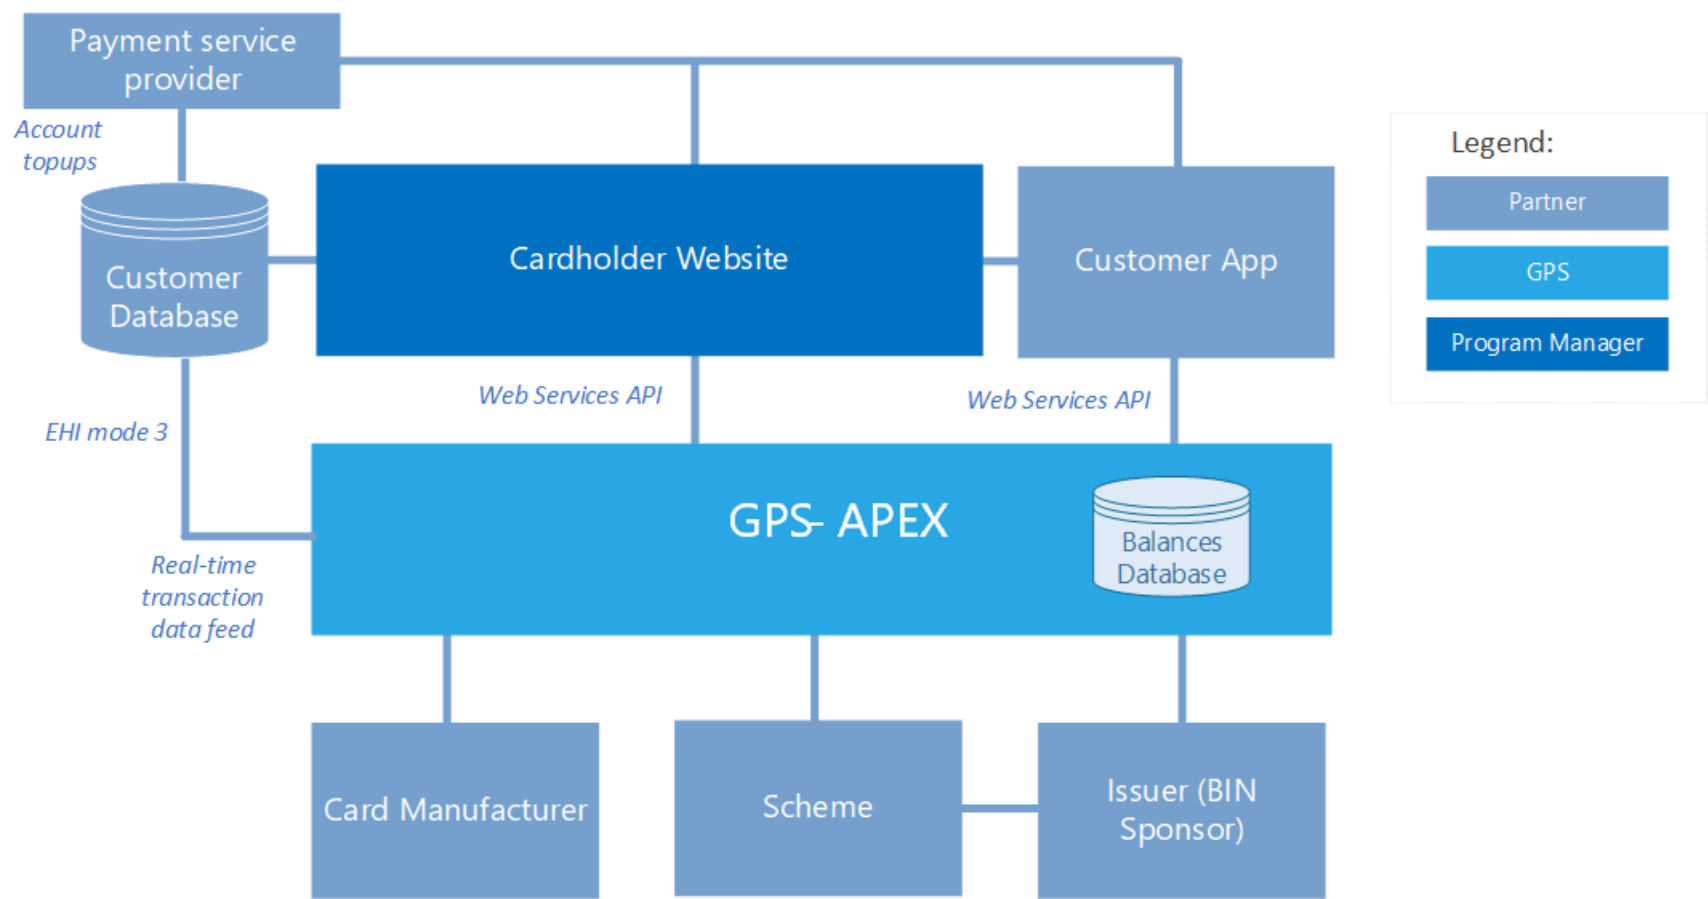 Payment service
provider
Account
topups
Legend:
Partner
GPS
Program Manager
Customer
Database
Cardholder Website
Customer App
Web Services API
Web Services API
EHI mode 3
GPS- APEX
Balances
Database
Real-time
transaction
data feed
Card Manufacturer
Scheme
Issuer (BIN
Sponsor)